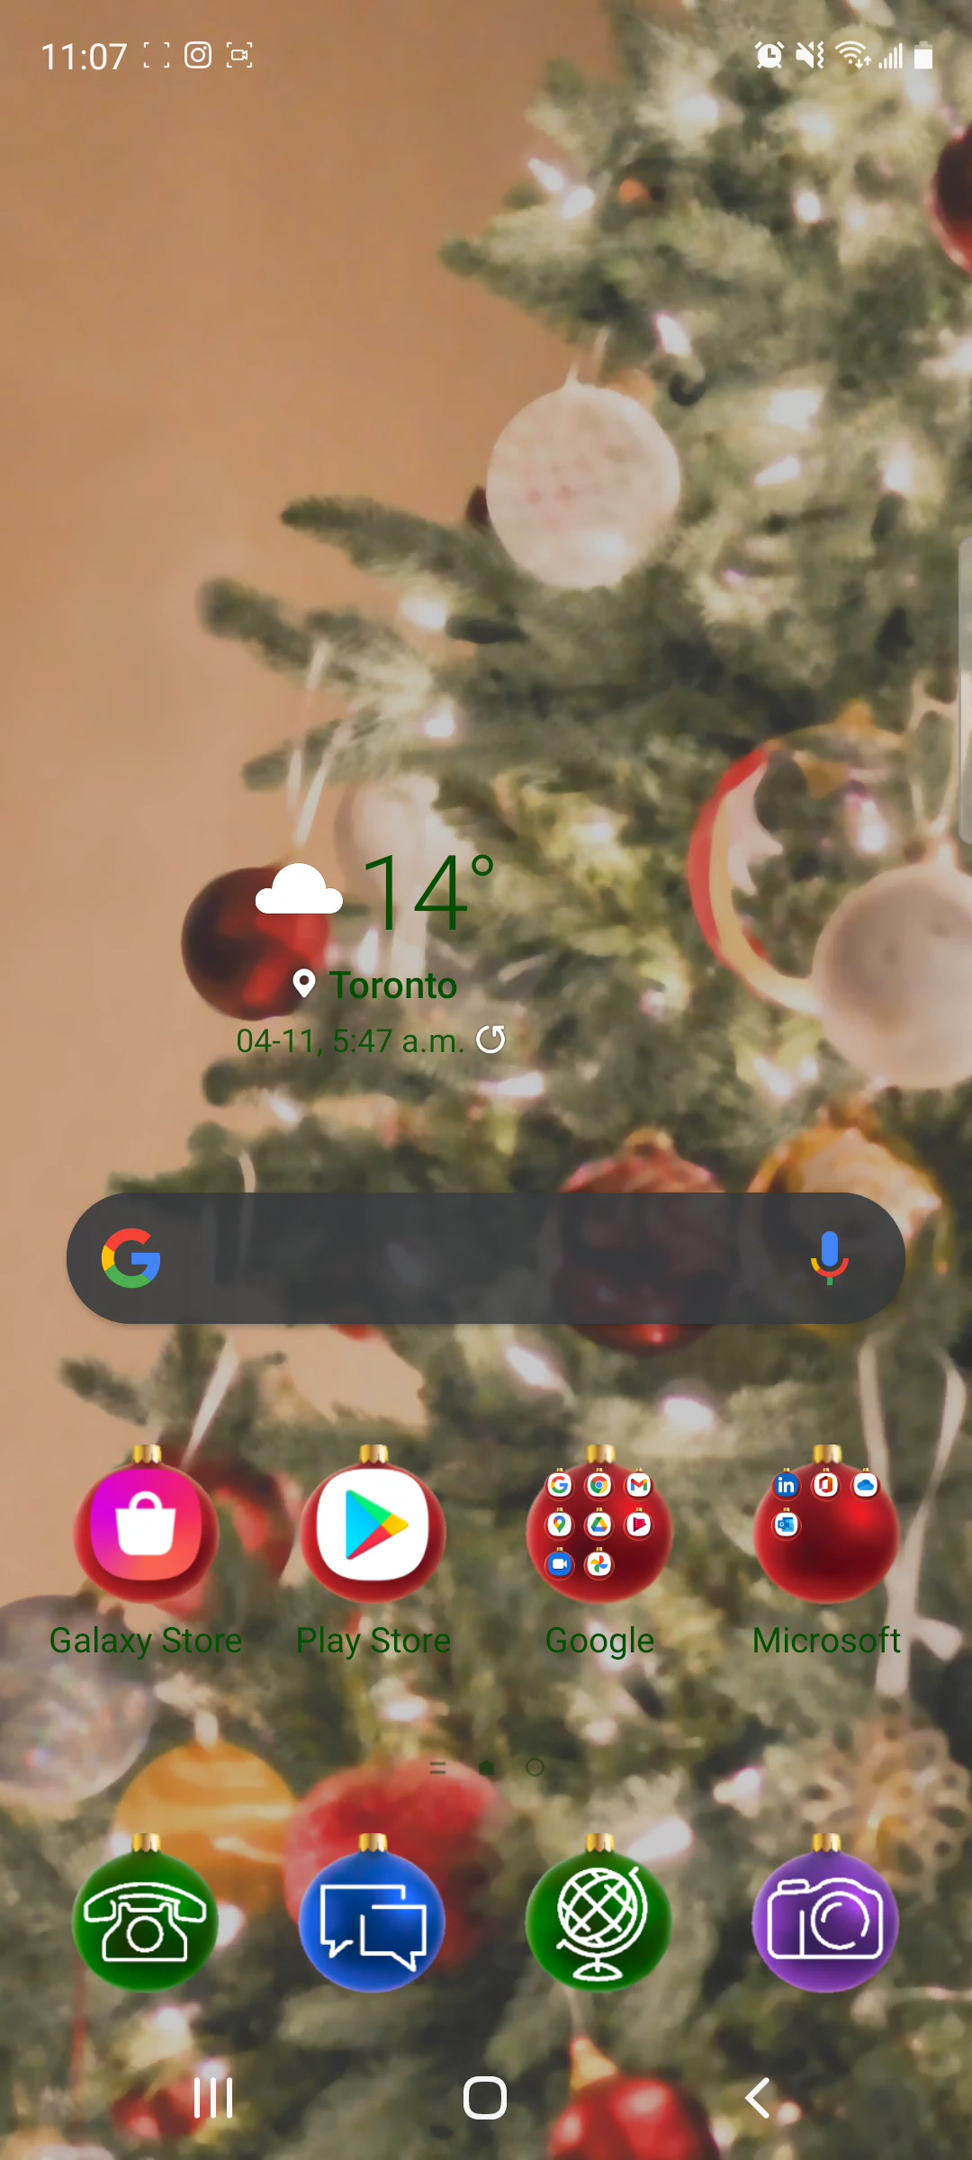 11:07
14°
Toronto
04-11, 5:47 a.m.
Galaxy Store
Play Store
Google
Microsoft